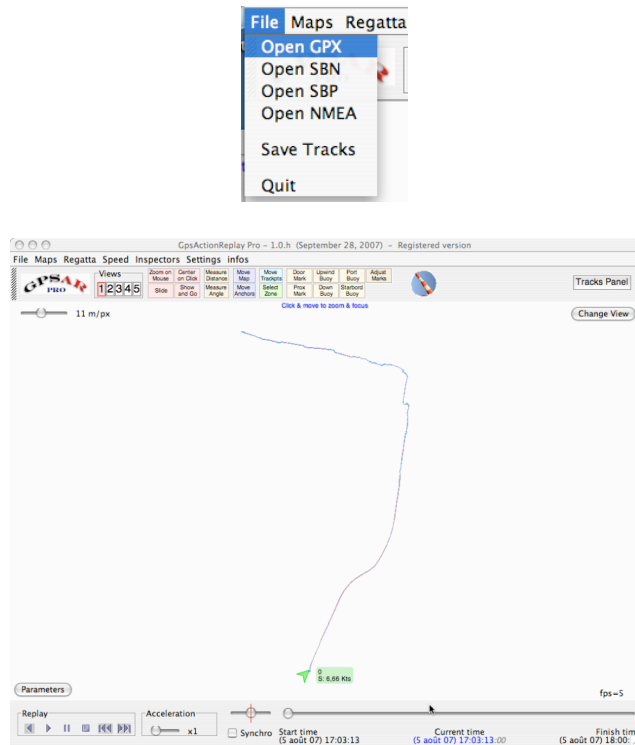 File Maps Regatta
Open GPX
Open SBN
Open SBP
Open NMEA
Save Tracks
Quit
GpsActionReplay Pro - 1.0.h (September 28, 2007) - Registered version
File Maps Regatta Speed Inspectors Settings infos
GPSAR
PRO
Views
1 2 3 4 5
Zoom on Mouse
Center on Click
Measure Distance
Move Map
Move Trackpts
Door Mark
Upwind Buoy
Port Buoy
Adjust Marks
Slide
Show and Go
Measure Angle
Move Anchors
Select Zone
Prox Mark
Down Buoy
Starbord Buoy
Tracks Panel
Click & move to zoom & focus
11 m/px
Change View
0
S: 6,66 Kts
Parameters
fps=5
Replay
Acceleration
x1
Synchro
Start time
(5 août 07) 17:03:13
Current time
(5 août 07) 17:03:13:00
Finish tim
(5 août 07) 18:00: